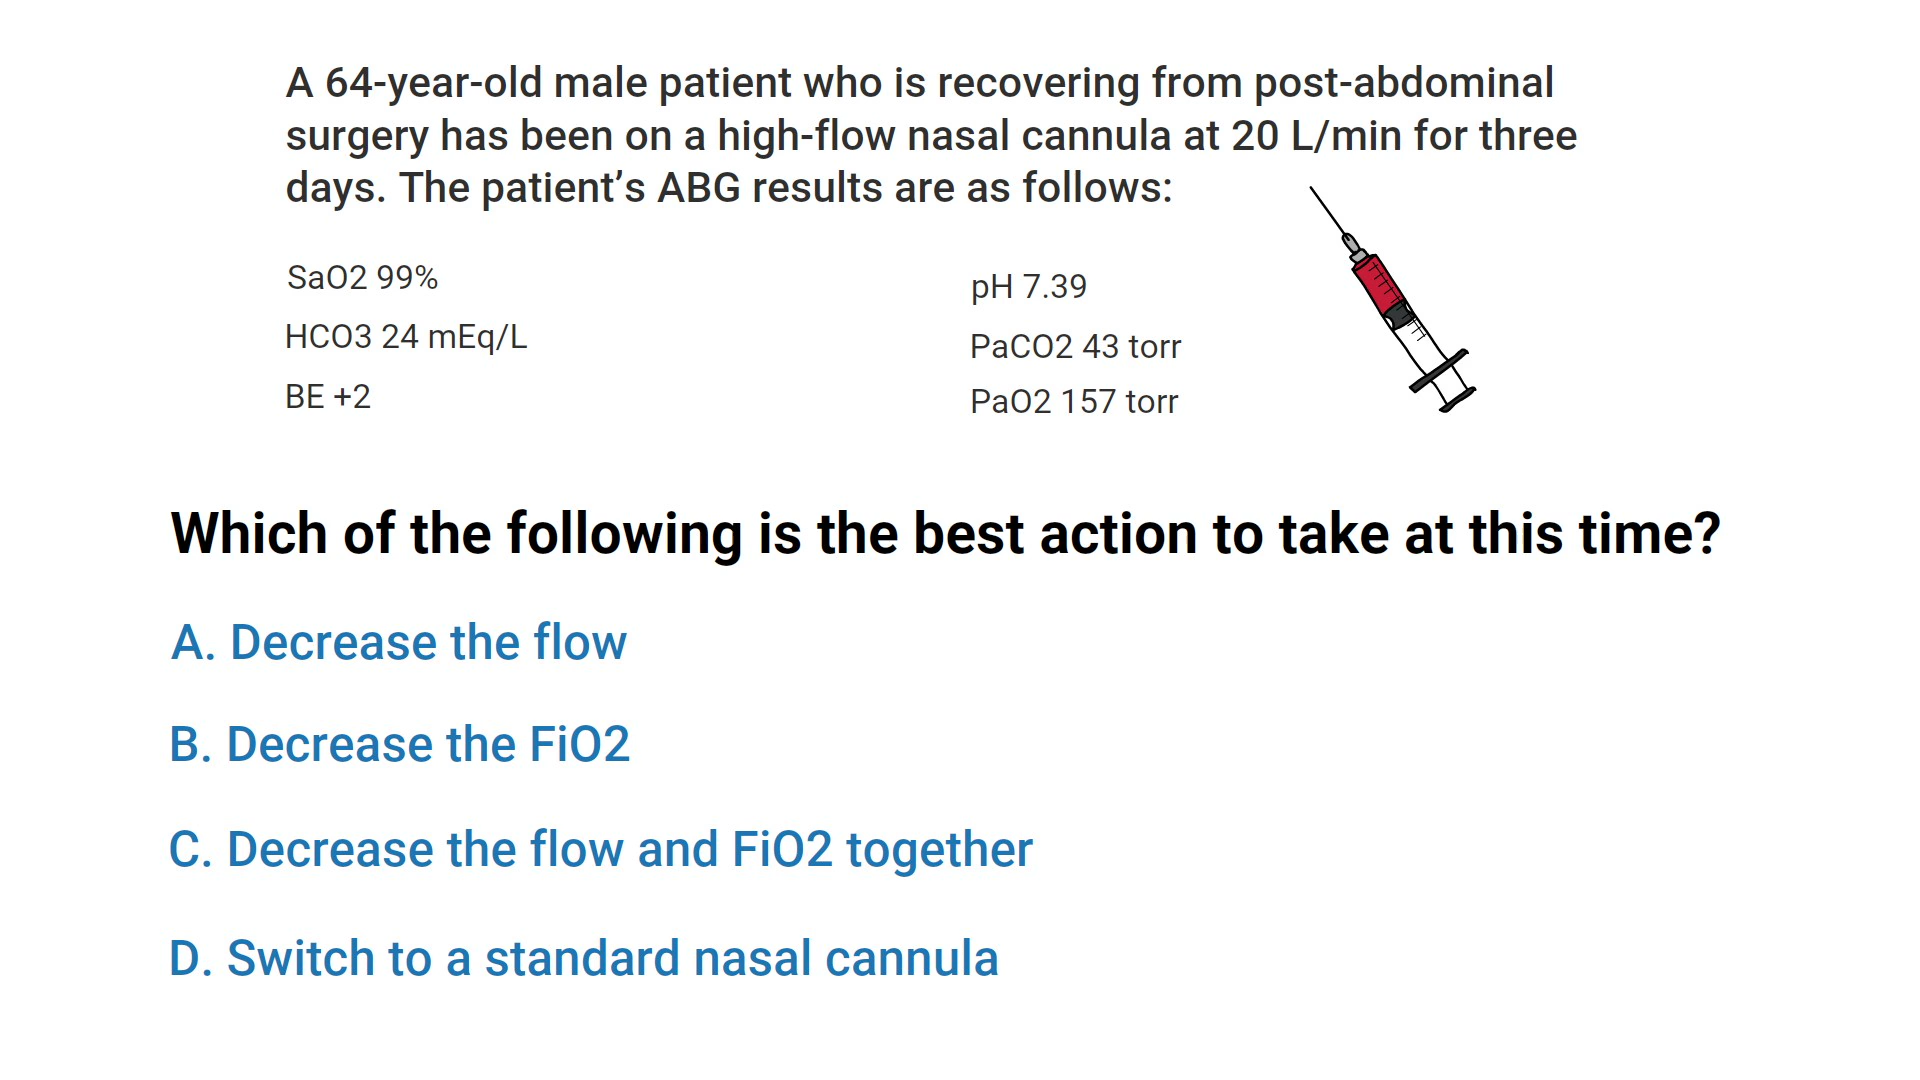 A 64-year-old male patient who is recovering from post-abdominal
surgery has been on a high-flow nasal cannula at 20 L/min for three
days. The patient’s ABG results are as follows:
SaO2 99%
HCO3 24 mEq/L
BE +2
pH 7.39
PaCO2 43 torr
PaO2 157 torr
Which of the following is the best action to take at this time?
A. Decrease the flow
B. Decrease the FiO2
C. Decrease the flow and FiO2 together
D. Switch to a standard nasal cannula